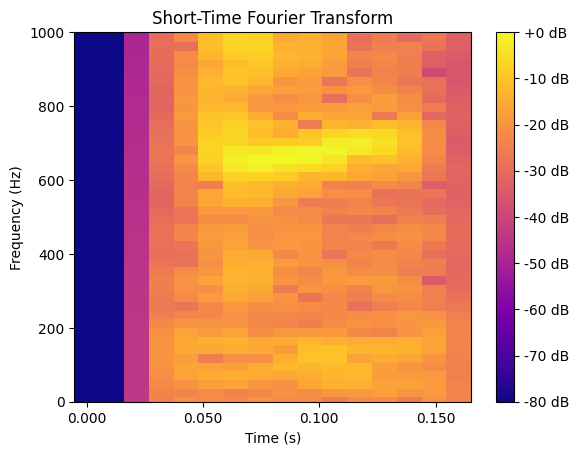 Short-Time Fourier Transform
1000
800
600
400
200
0
Frequency (Hz)
0.000
0.050
0.100
0.150
Time (s)
+0 dB
-10 dB
-20 dB
-30 dB
-40 dB
-50 dB
-60 dB
-70 dB
-80 dB